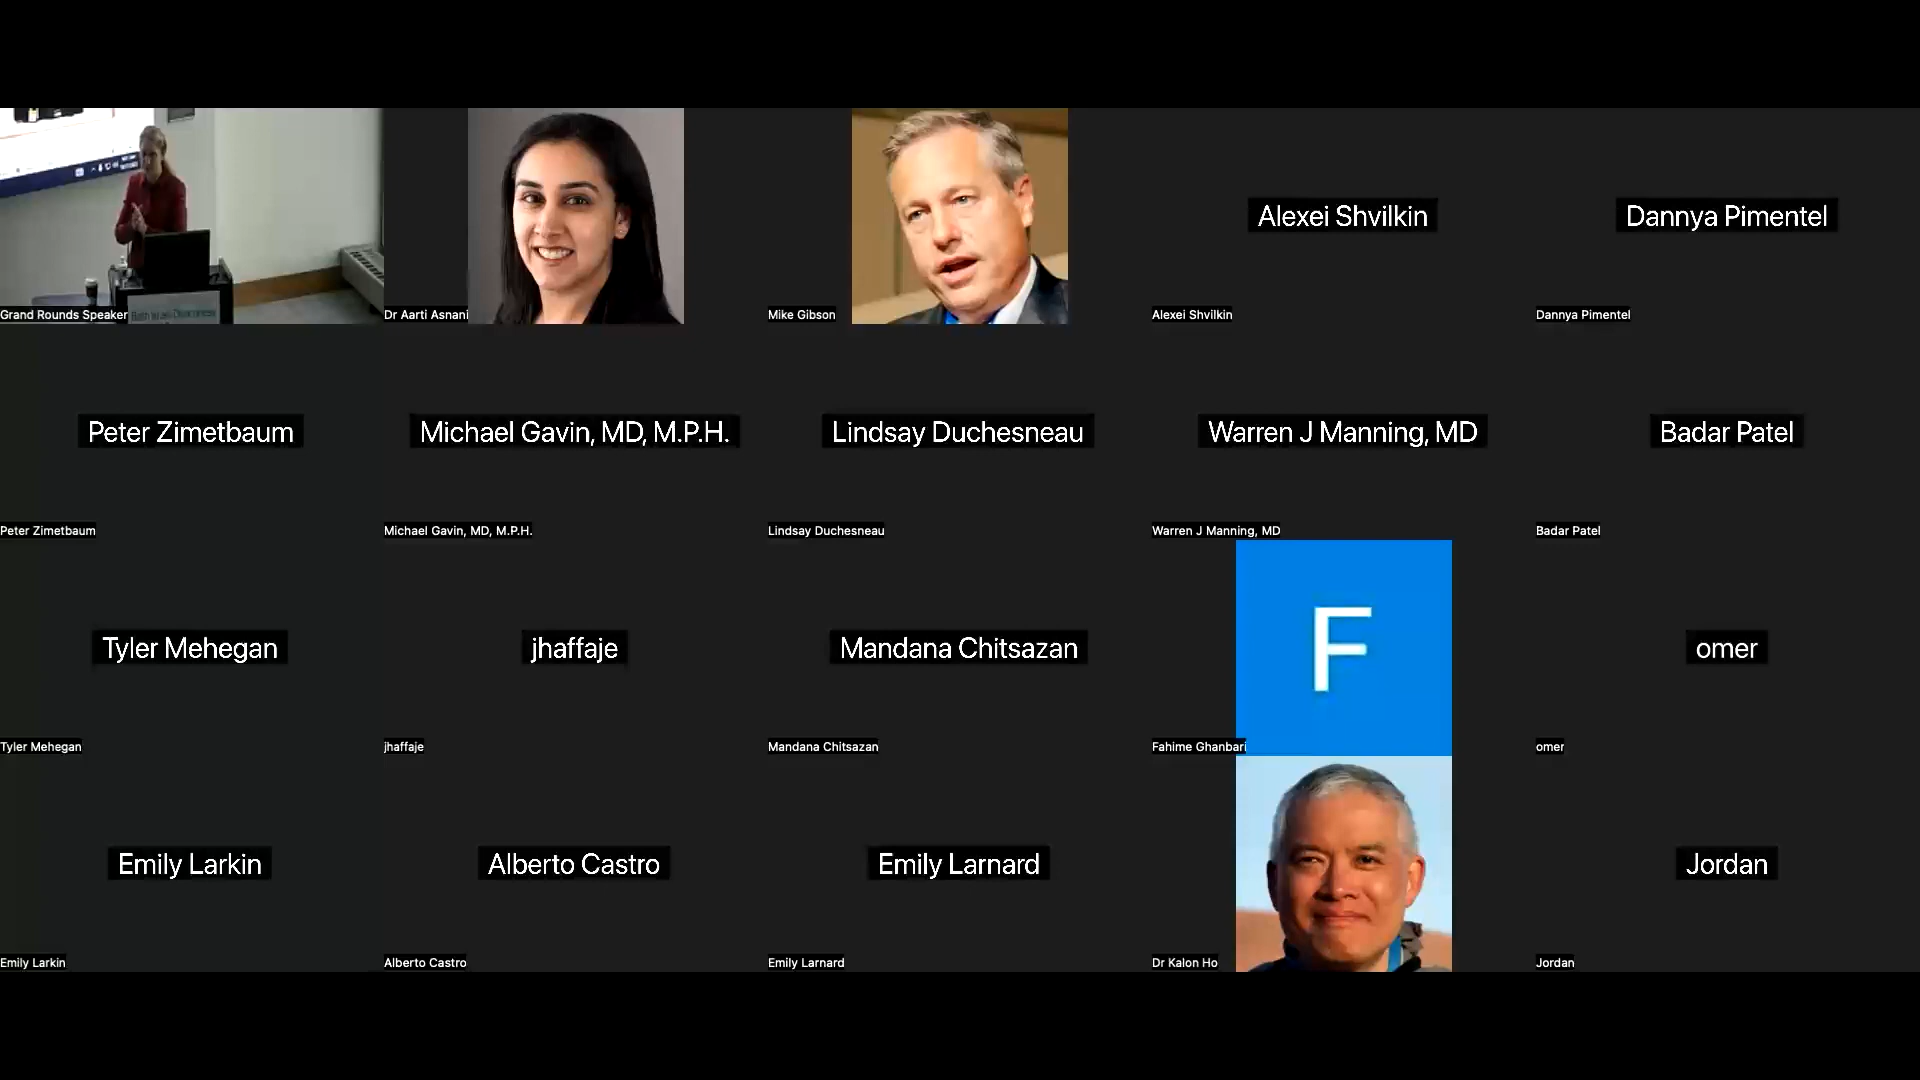 Grand Rounds Speaker
Beth Israel Deaconess
Dr Aarti Asnani
Mike Gibson
Alexei Shvilkin
Alexei Shvilkin
Dannya Pimentel
Dannya Pimentel
Peter Zimetbaum
Peter Zimetbaum
Michael Gavin, MD, M.P.H.
Michael Gavin, MD, M.P.H.
Lindsay Duchesneau
Lindsay Duchesneau
Warren J Manning, MD
Warren J Manning, MD
Badar Patel
Badar Patel
Tyler Mehegan
Tyler Mehegan
jhaffaje
jhaffaje
Mandana Chitsazan
Mandana Chitsazan
F
Fahime Ghanbari
omer
omer
Emily Larkin
Emily Larkin
Alberto Castro
Alberto Castro
Emily Larnard
Emily Larnard
Dr Kalon Ho
Jordan
Jordan